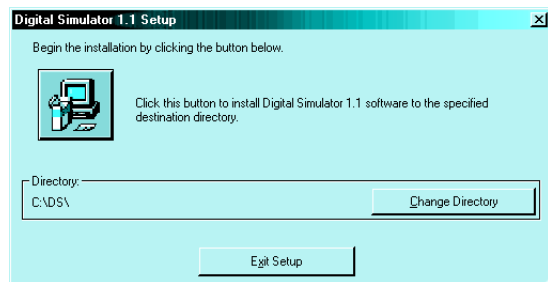 Digital Simulator 1.1 Setup
Begin the installation by clicking the button below.
Click this button to install Digital Simulator 1.1 software to the specified
destination directory.
Directory:
C:\DS\
Change Directory
Exit Setup